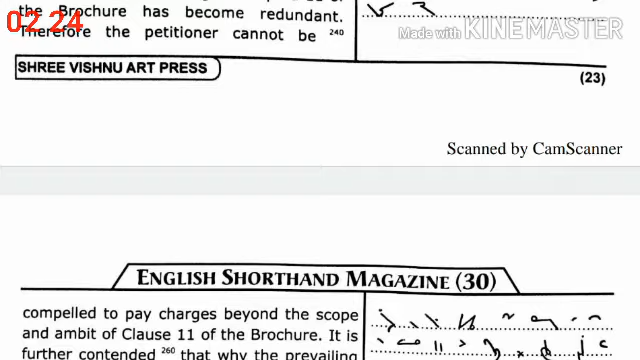 02.24
the Brochure has become redundant.
Therefore the petitioner cannot be 240
Made with KINEMASTER
SHREE VISHNU ART PRESS
(23)
Scanned by CamScanner
ENGLISH SHORTHAND MAGAZINE (30)
compelled to pay charges beyond the scope
and ambit of Clause 11 of the Brochure. It is
further contended 260 that why the prevailing